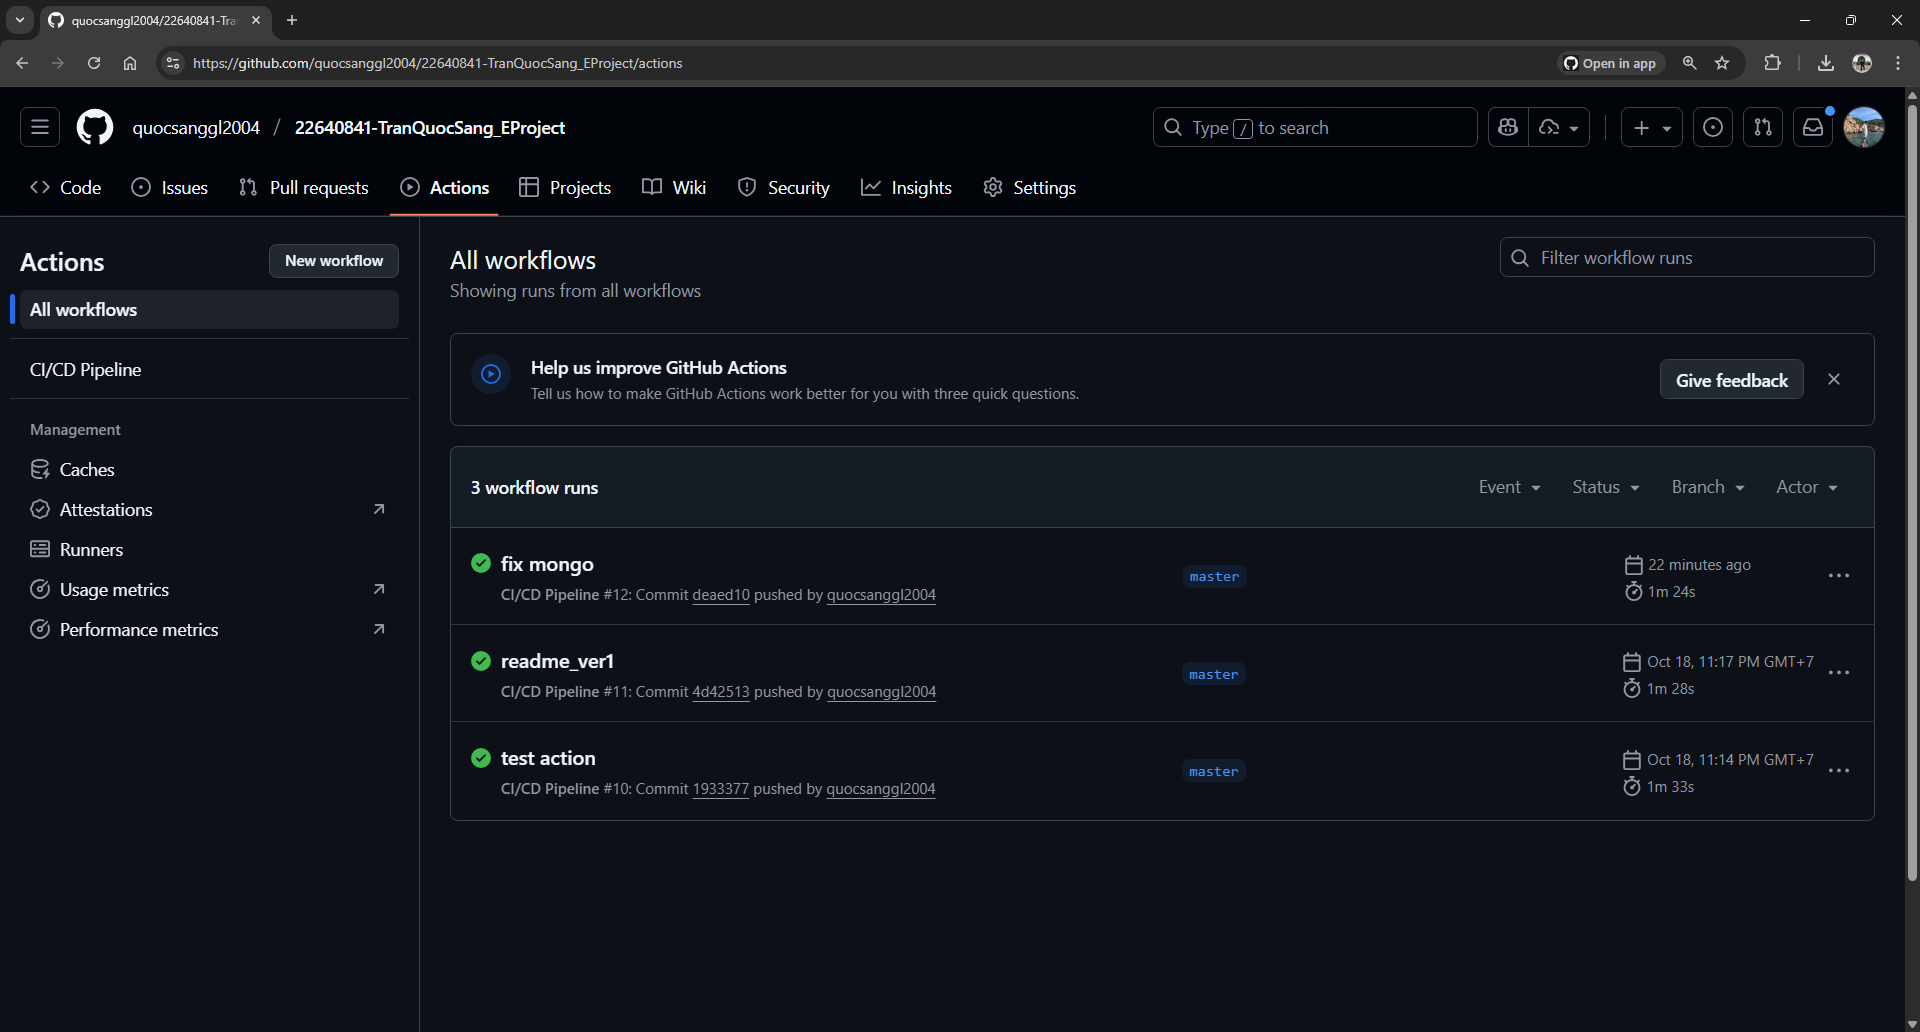 quocsanggl2004/22640841-Tra
https://github.com/quocsanggl2004/22640841-TranQuocSang_EProject/actions
Open in app
quocsanggl2004 / 22640841-TranQuocSang_EProject
Type / to search
Code
Issues
Pull requests
Actions
Projects
Wiki
Security
Insights
Settings
Actions
New workflow
All workflows
CI/CD Pipeline
Management
Caches
Attestations
Runners
Usage metrics
Performance metrics
All workflows
Showing runs from all workflows
Filter workflow runs
Help us improve GitHub Actions
Tell us how to make GitHub Actions work better for you with three quick questions.
Give feedback
3 workflow runs
Event
Status
Branch
Actor
fix mongo
CI/CD Pipeline #12: Commit deaed10 pushed by quocsanggl2004
master
22 minutes ago
1m 24s
readme_ver1
CI/CD Pipeline #11: Commit 4d42513 pushed by quocsanggl2004
master
Oct 18, 11:17 PM GMT+7
1m 28s
test action
CI/CD Pipeline #10: Commit 1933377 pushed by quocsanggl2004
master
Oct 18, 11:14 PM GMT+7
1m 33s